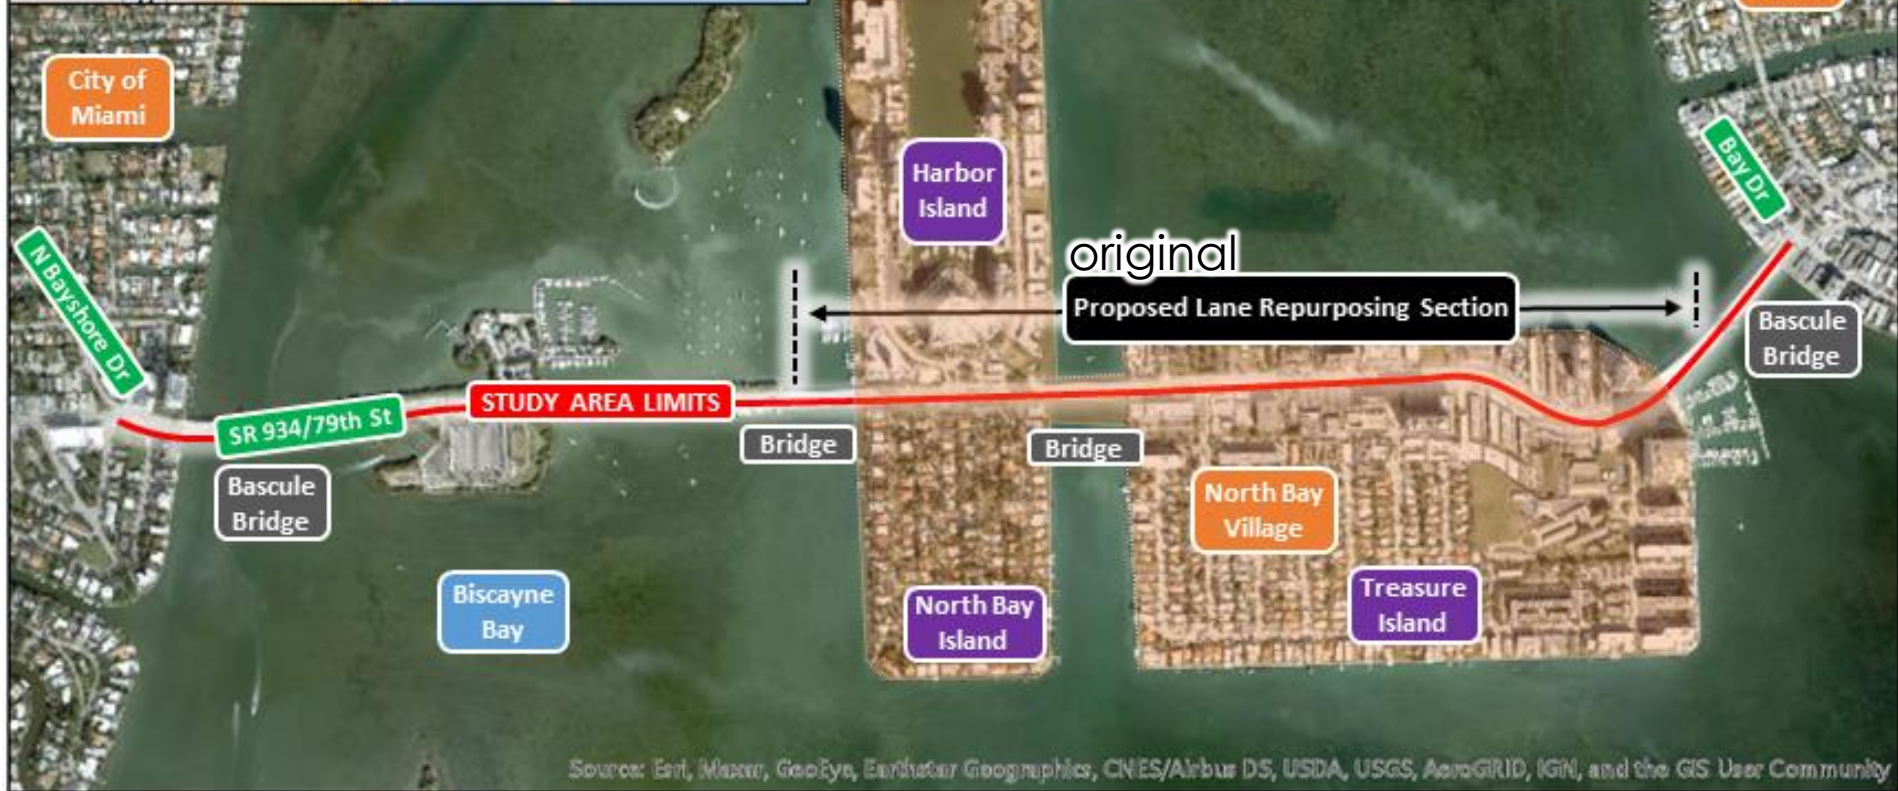 City of
Miami
Harbor
Island
Bay Dr
N Bayshore Dr
original
Proposed Lane Repurposing Section
Bascule
Bridge
SR 934/79th St
STUDY AREA LIMITS
Bridge
Bridge
Bascule
Bridge
North Bay
Village
Biscayne
Bay
North Bay
Island
Treasure
Island
Source: Esri, Maxar, GeoEye, Earthstar Geographics, CNES/Airbus DS, USDA, USGS, AeroGRID, IGN, and the GIS User Community